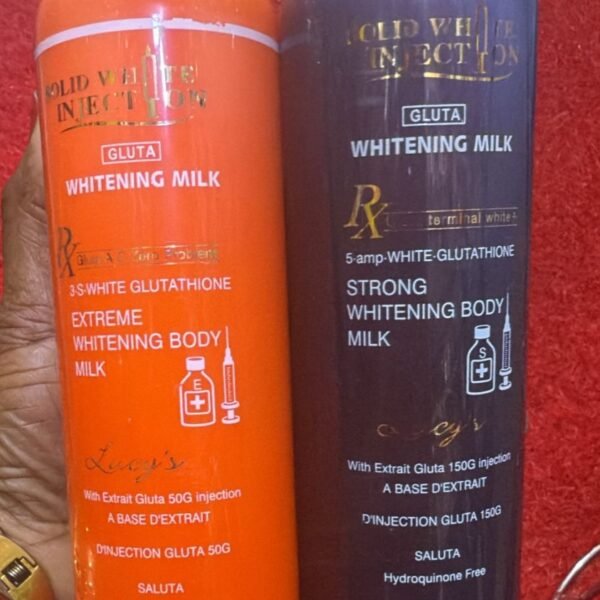 SOLID WHITE
INJECTION
GLUTA
WHITENING MILK
Rx
3-S-WHITE GLUTATHIONE
EXTREME
WHITENING BODY
MILK
E
Lucy's
With Extrait Gluta 50G injection
A BASE D'EXTRAIT
D'INJECTION GLUTA 50G
SALUTA
SOLID WHITE
INJECTION
GLUTA
WHITENING MILK
Rx
terminal white+
5-amp-WHITE-GLUTATHIONE
STRONG
WHITENING BODY
MILK
S
Lucy's
With Extrait Gluta 150G injection
A BASE D'EXTRAIT
D'INJECTION GLUTA 150G
SALUTA
Hydroquinone Free